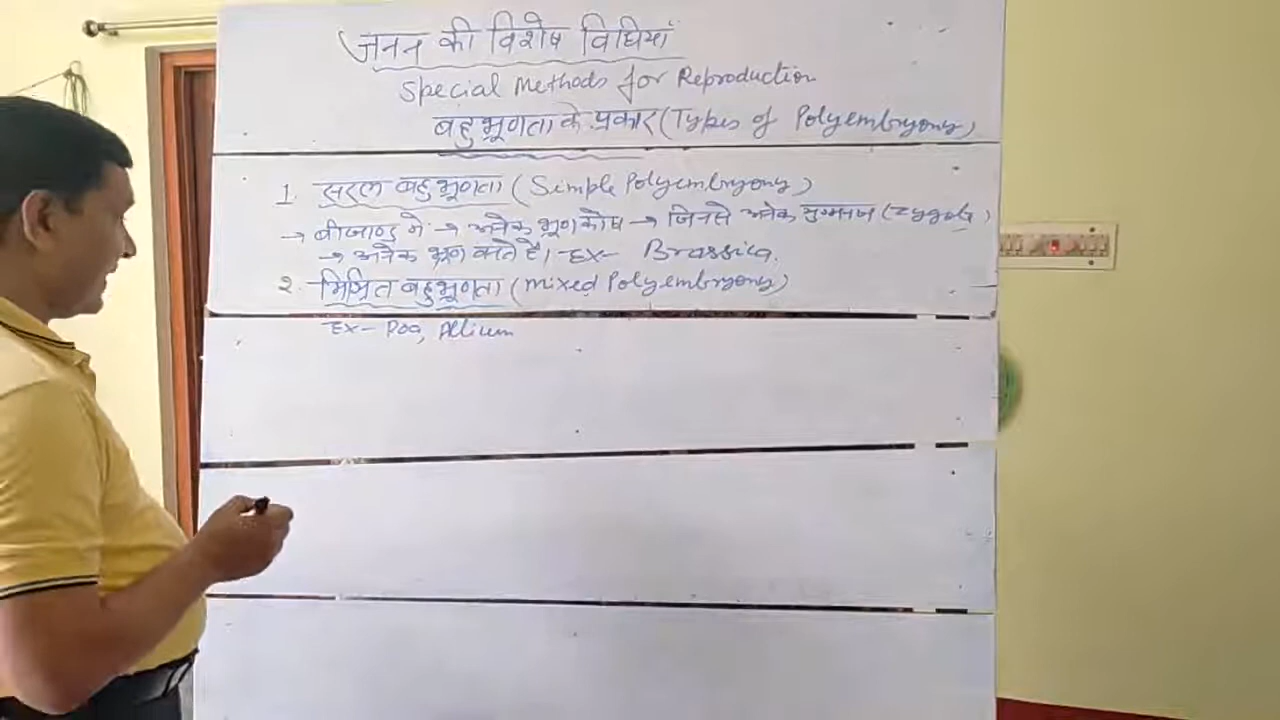 जनन की विशेष विधियां
Special Methods for Reproduction
बहुभ्रूणता के प्रकार (Types of Polyembryony)
1. सरल बहुभ्रूणता (Simple Polyembryony)
→ बीजाण्ड में → अनेक भ्रूणकोष → जिनसे अनेक युग्मनज (Zygote)
→ अनेक भ्रूण बनते है। Ex- Brassica.
२. मिश्रित बहुभ्रूणता (Mixed Polyembryony)
Ex- Poa, Allium